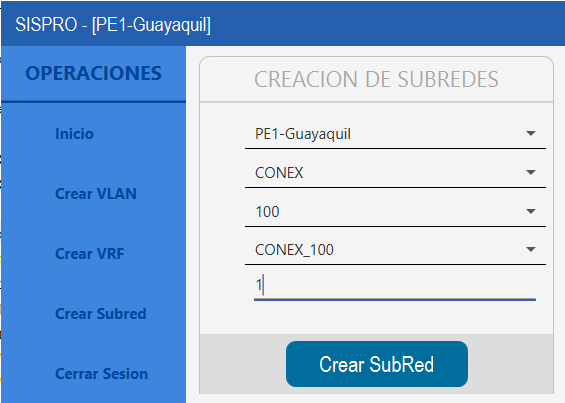 SISPRO - [PE1-Guayaquil]
OPERACIONES
Inicio
Crear VLAN
Crear VRF
Crear Subred
Cerrar Sesion
CREACION DE SUBREDES
PE1-Guayaquil
CONEX
100
CONEX_100
1
Crear SubRed